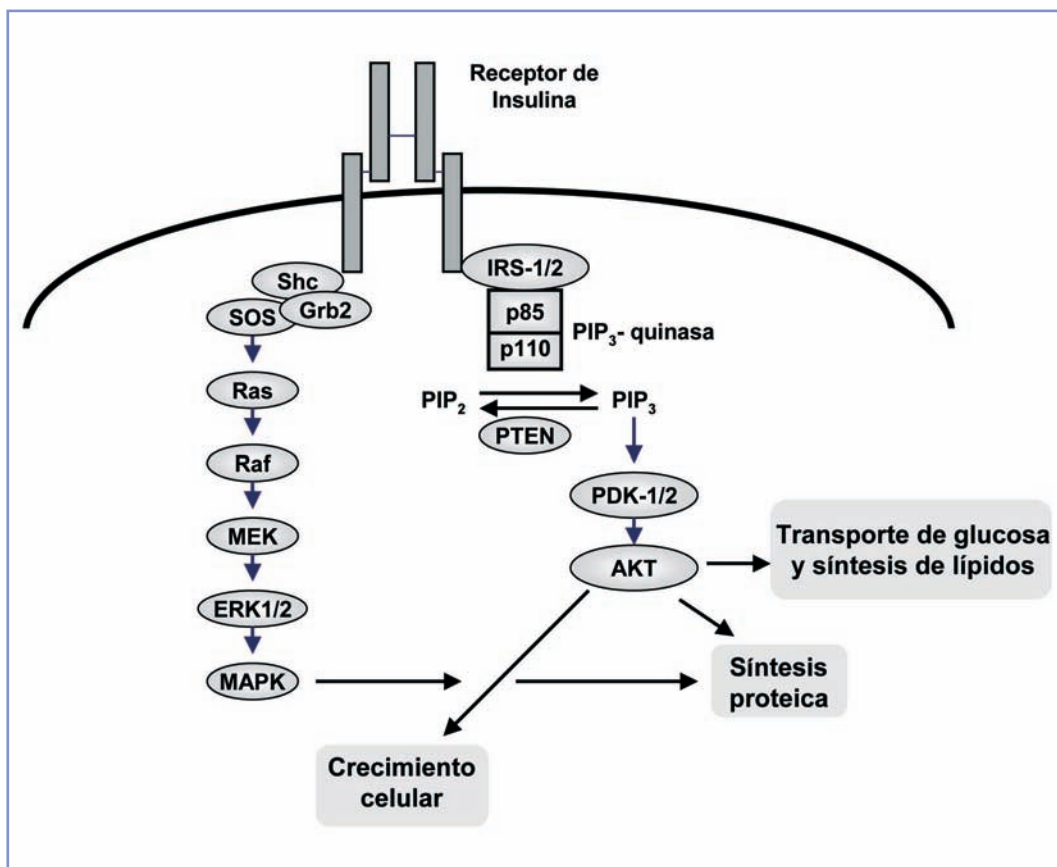 Receptor de
Insulina
IRS-1/2
Shc
Grb2
SOS
p85
PIP3- quinasa
p110
Ras
PIP2
PIP3
PTEN
Raf
PDK-1/2
MEK
Transporte de glucosa
y síntesis de lípidos
AKT
ERK1/2
MAPK
Síntesis
proteica
Crecimiento
celular